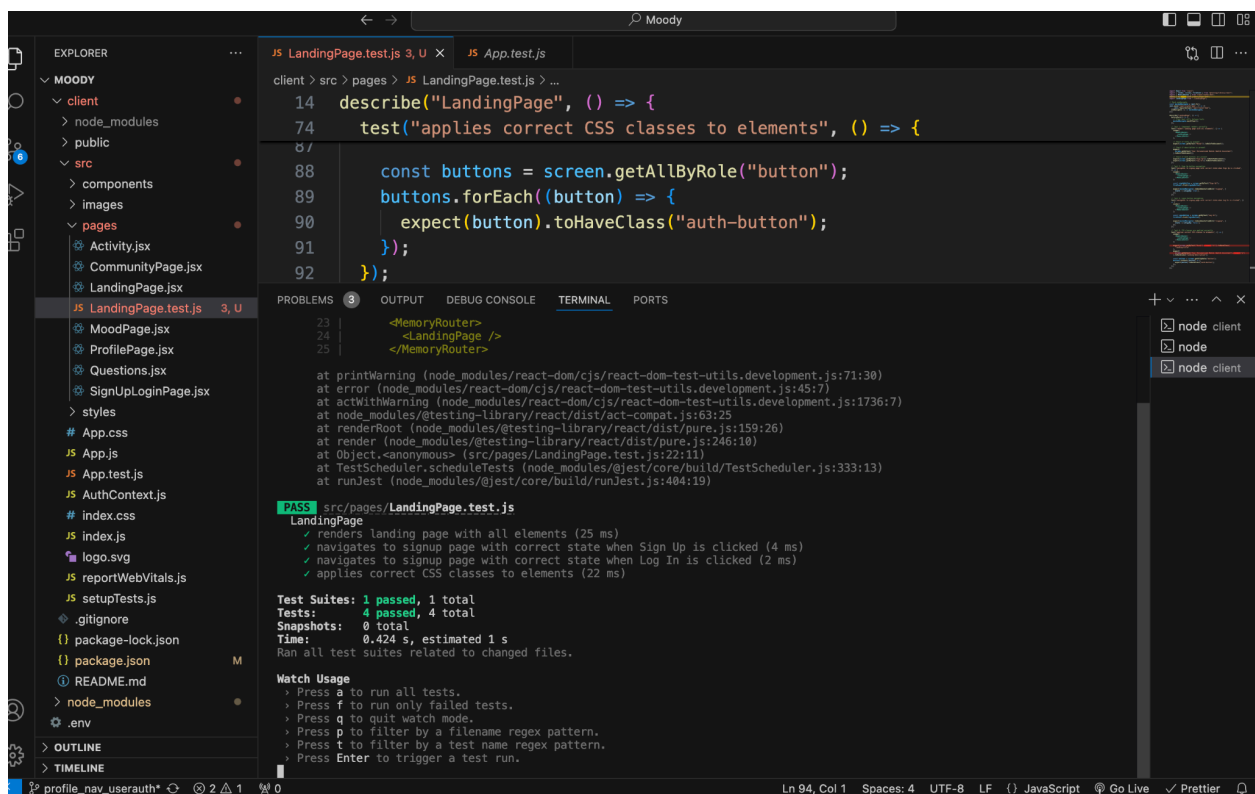 ← → Moody
EXPLORER ...
MOODY
client
node_modules
public
src
components
images
pages
Activity.jsx
CommunityPage.jsx
LandingPage.jsx
JS LandingPage.test.js 3, U
MoodPage.jsx
ProfilePage.jsx
Questions.jsx
SignUpLoginPage.jsx
styles
# App.css
JS App.js
JS App.test.js
JS AuthContext.js
# index.css
JS index.js
logo.svg
JS reportWebVitals.js
JS setupTests.js
.gitignore
{} package-lock.json
{} package.json M
README.md
node_modules
.env
OUTLINE
TIMELINE
6
JS LandingPage.test.js 3, U × JS App.test.js
client > src > pages > JS LandingPage.test.js > ...
14 describe("LandingPage", () => {
74 test("applies correct CSS classes to elements", () => {
87
88 const buttons = screen.getAllByRole("button");
89 buttons.forEach((button) => {
90 expect(button).toHaveClass("auth-button");
91 });
92 });
PROBLEMS 3 OUTPUT DEBUG CONSOLE TERMINAL PORTS
23 | <MemoryRouter>
24 | <LandingPage />
25 | </MemoryRouter>
at printWarning (node_modules/react-dom/cjs/react-dom-test-utils.development.js:71:30)
at error (node_modules/react-dom/cjs/react-dom-test-utils.development.js:45:7)
at actWithWarning (node_modules/react-dom/cjs/react-dom-test-utils.development.js:1736:7)
at node_modules/@testing-library/react/dist/act-compat.js:63:25
at renderRoot (node_modules/@testing-library/react/dist/pure.js:159:26)
at render (node_modules/@testing-library/react/dist/pure.js:246:10)
at Object.<anonymous> (src/pages/LandingPage.test.js:22:11)
at TestScheduler.scheduleTests (node_modules/@jest/core/build/TestScheduler.js:333:13)
at runJest (node_modules/@jest/core/build/runJest.js:404:19)
PASS src/pages/LandingPage.test.js
LandingPage
✓ renders landing page with all elements (25 ms)
✓ navigates to signup page with correct state when Sign Up is clicked (4 ms)
✓ navigates to signup page with correct state when Log In is clicked (2 ms)
✓ applies correct CSS classes to elements (22 ms)
Test Suites: 1 passed, 1 total
Tests: 4 passed, 4 total
Snapshots: 0 total
Time: 0.424 s, estimated 1 s
Ran all test suites related to changed files.
Watch Usage
› Press a to run all tests.
› Press f to run only failed tests.
› Press q to quit watch mode.
› Press p to filter by a filename regex pattern.
› Press t to filter by a test name regex pattern.
› Press Enter to trigger a test run.
node client
node
node client
profile_nav_userauth* 2 1 0 Ln 94, Col 1 Spaces: 4 UTF-8 LF {} JavaScript Go Live ✓ Prettier